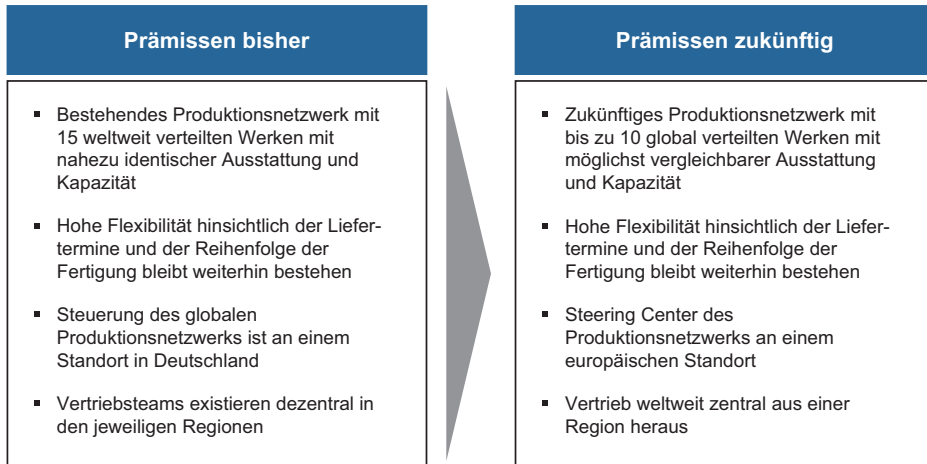 Prämissen bisher
▪ Bestehendes Produktionsnetzwerk mit
15 weltweit verteilten Werken mit
nahezu identischer Ausstattung und
Kapazität
▪ Hohe Flexibilität hinsichtlich der Liefer-
termine und der Reihenfolge der
Fertigung bleibt weiterhin bestehen
▪ Steuerung des globalen
Produktionsnetzwerks ist an einem
Standort in Deutschland
▪ Vertriebsteams existieren dezentral in
den jeweiligen Regionen
Prämissen zukünftig
▪ Zukünftiges Produktionsnetzwerk mit
bis zu 10 global verteilten Werken mit
möglichst vergleichbarer Ausstattung
und Kapazität
▪ Hohe Flexibilität hinsichtlich der Liefer-
termine und der Reihenfolge der
Fertigung bleibt weiterhin bestehen
▪ Steering Center des
Produktionsnetzwerks an einem
europäischen Standort
▪ Vertrieb weltweit zentral aus einer
Region heraus